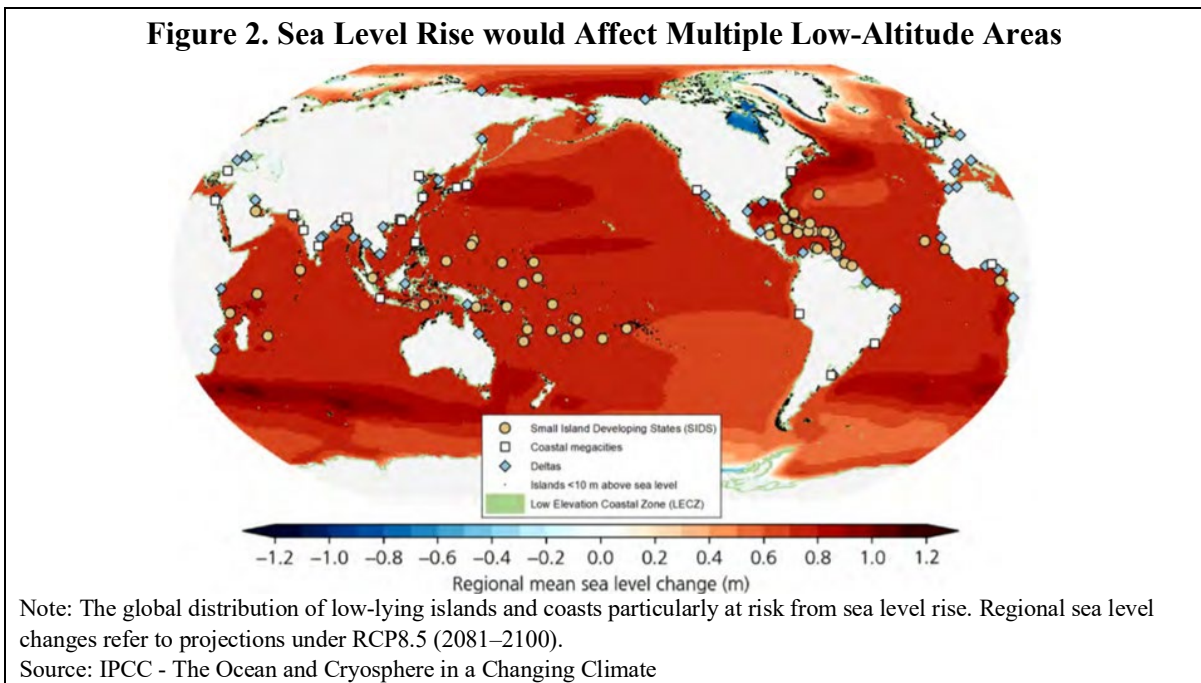 Figure 2. Sea Level Rise would Affect Multiple Low-Altitude Areas
Small Island Developing States (SIDS)
Coastal megacities
Deltas
Islands <10 m above sea level
Low Elevation Coastal Zone (LECZ)
−1.2 −1.0 −0.8 −0.6 −0.4 −0.2 0.0 0.2 0.4 0.6 0.8 1.0 1.2
Regional mean sea level change (m)
Note: The global distribution of low-lying islands and coasts particularly at risk from sea level rise. Regional sea level
changes refer to projections under RCP8.5 (2081–2100).
Source: IPCC - The Ocean and Cryosphere in a Changing Climate